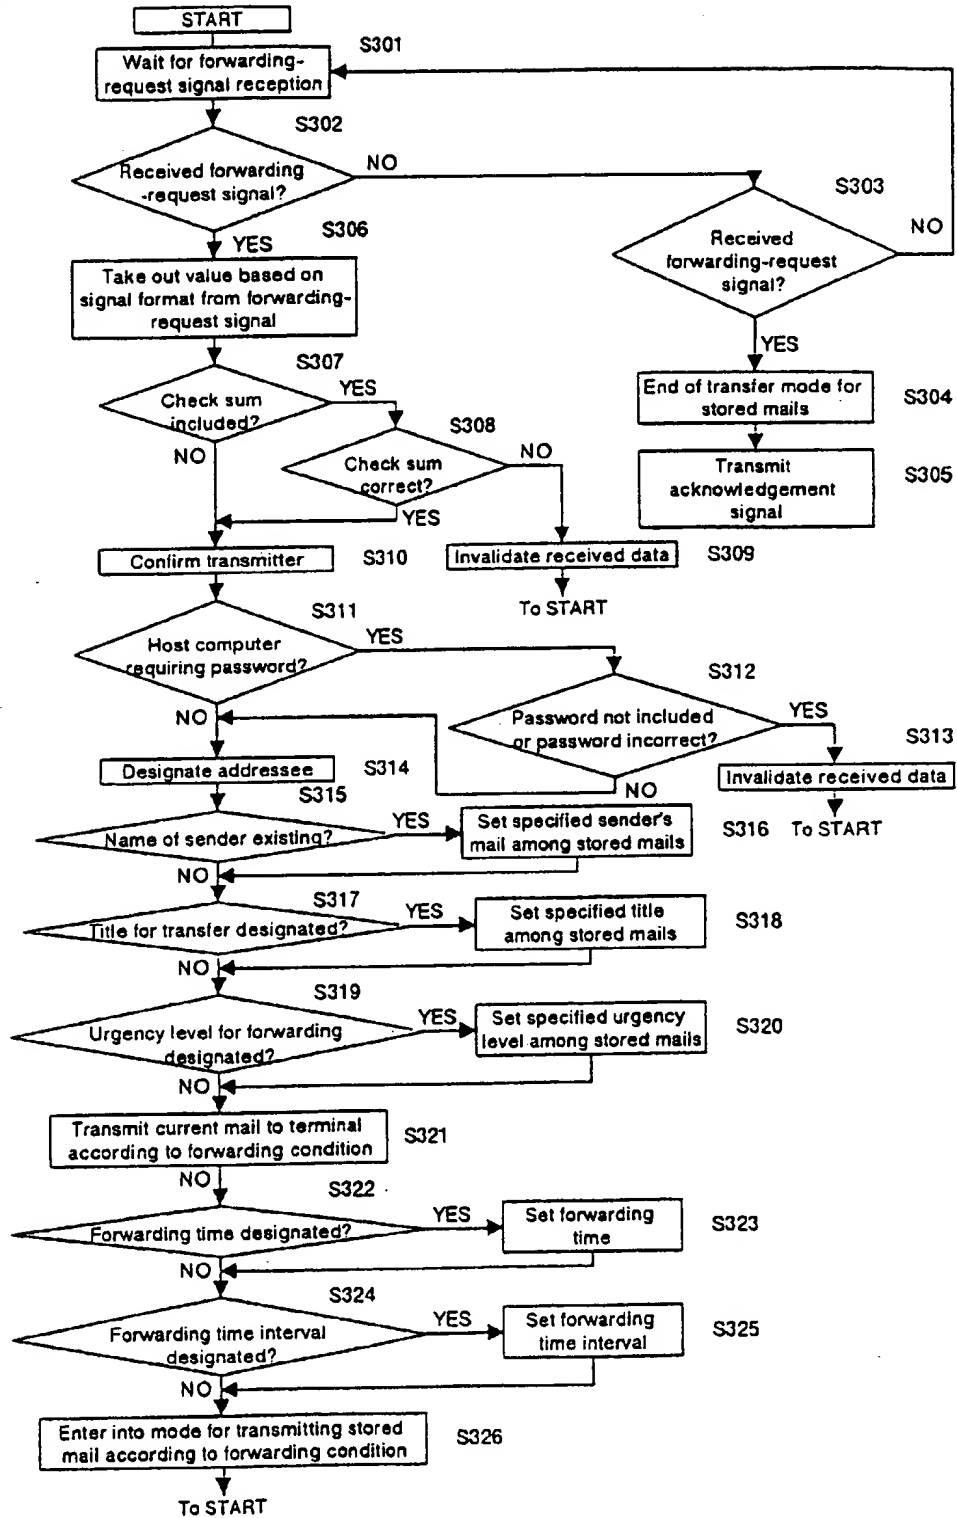 START
S301
Wait for forwarding-
request signal reception
S302
Received forwarding
-request signal?
NO
S303
Received
forwarding-request
signal?
NO
YES
S306
Take out value based on
signal format from forwarding-
request signal
YES
End of transfer mode for
stored mails
S304
Transmit
acknowledgement
signal
S305
S307
Check sum
included?
YES
NO
S308
Check sum
correct?
NO
YES
Confirm transmitter
S310
Invalidate received data
S309
To START
S311
Host computer
requiring password?
YES
NO
S312
Password not included
or password incorrect?
YES
NO
S313
Invalidate received data
To START
Designate addressee
S314
S315
Name of sender existing?
YES
Set specified sender's
mail among stored mails
S316
NO
S317
Title for transfer designated?
YES
Set specified title
among stored mails
S318
NO
S319
Urgency level for forwarding
designated?
YES
Set specified urgency
level among stored mails
S320
NO
Transmit current mail to terminal
according to forwarding condition
S321
NO
S322
Forwarding time designated?
YES
Set forwarding
time
S323
NO
S324
Forwarding time interval
designated?
YES
Set forwarding
time interval
S325
NO
Enter into mode for transmitting stored
mail according to forwarding condition
S326
To START